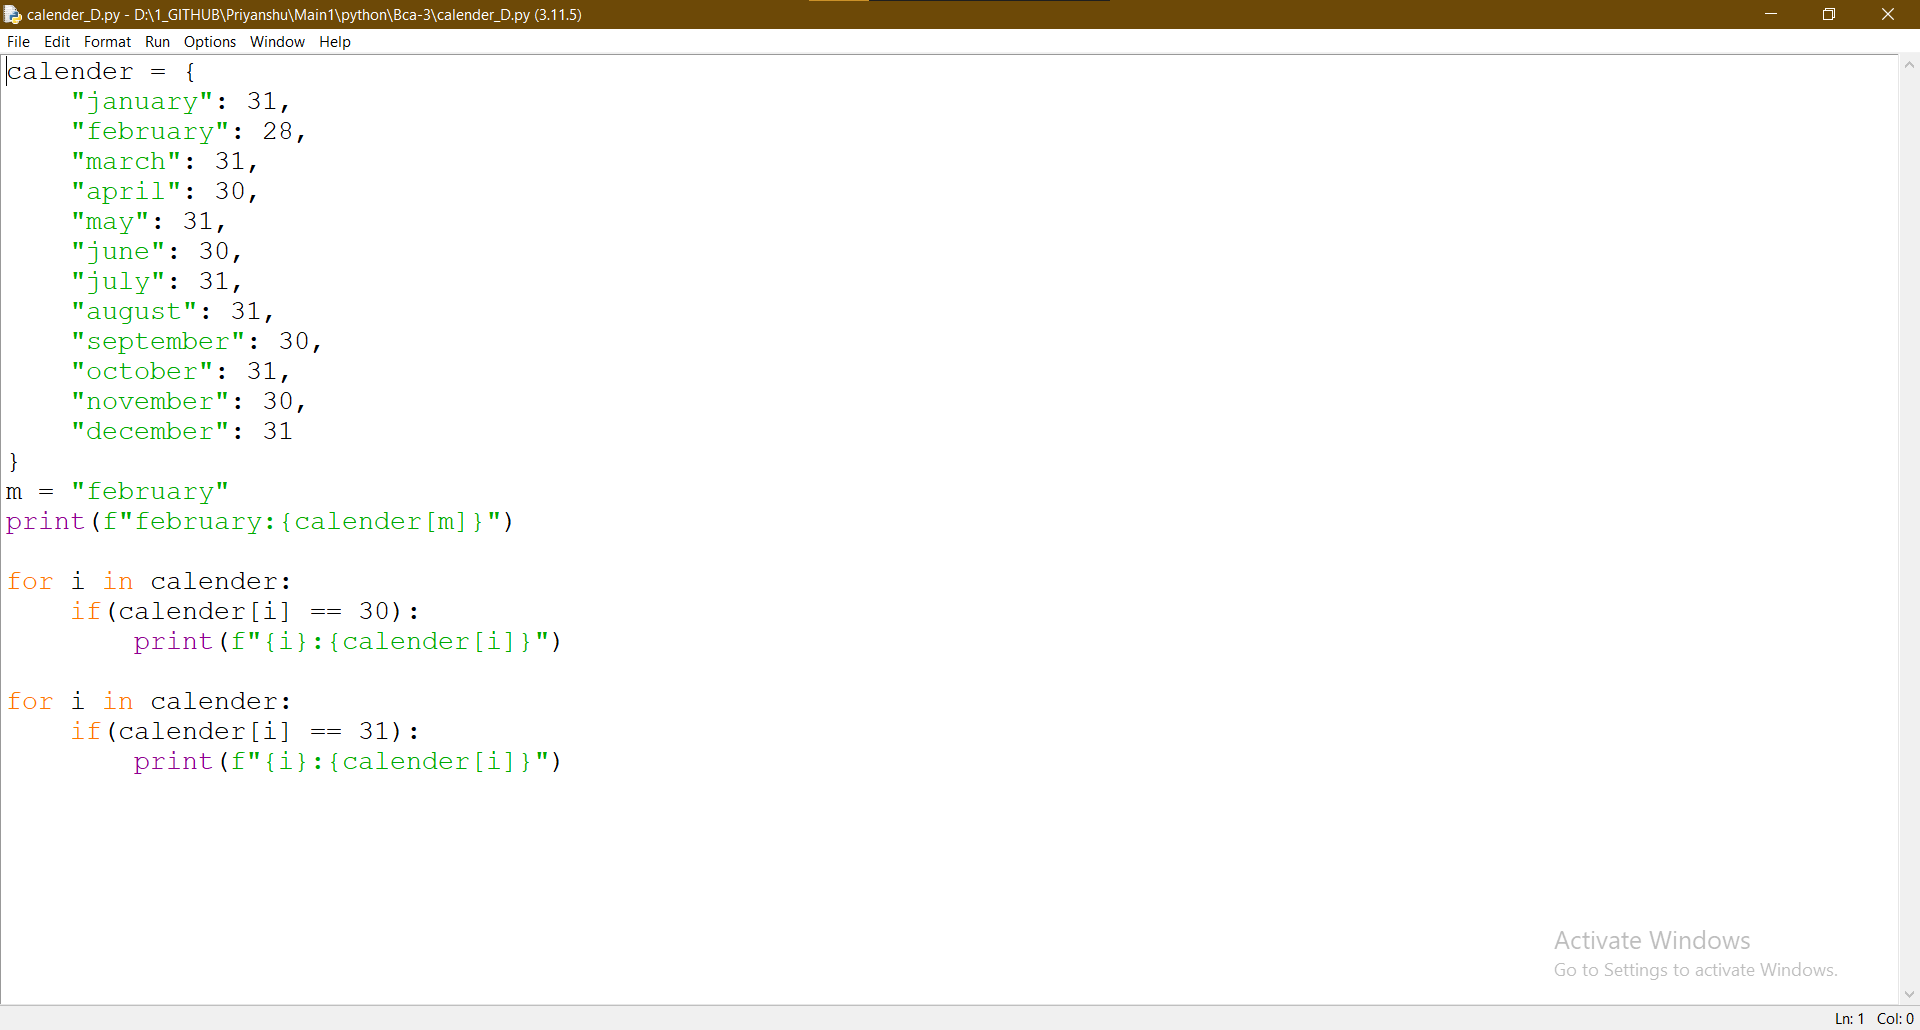 calender_D.py - D:\1_GITHUB\Priyanshu\Main1\python\Bca-3\calender_D.py (3.11.5)
File Edit Format Run Options Window Help
calender = {
    "january": 31,
    "february": 28,
    "march": 31,
    "april": 30,
    "may": 31,
    "june": 30,
    "july": 31,
    "august": 31,
    "september": 30,
    "october": 31,
    "november": 30,
    "december": 31
}
m = "february"
print(f"february:{calender[m]}")

for i in calender:
    if(calender[i] == 30):
        print(f"{i}:{calender[i]}")

for i in calender:
    if(calender[i] == 31):
        print(f"{i}:{calender[i]}")
Activate Windows
Go to Settings to activate Windows.
Ln: 1 Col: 0